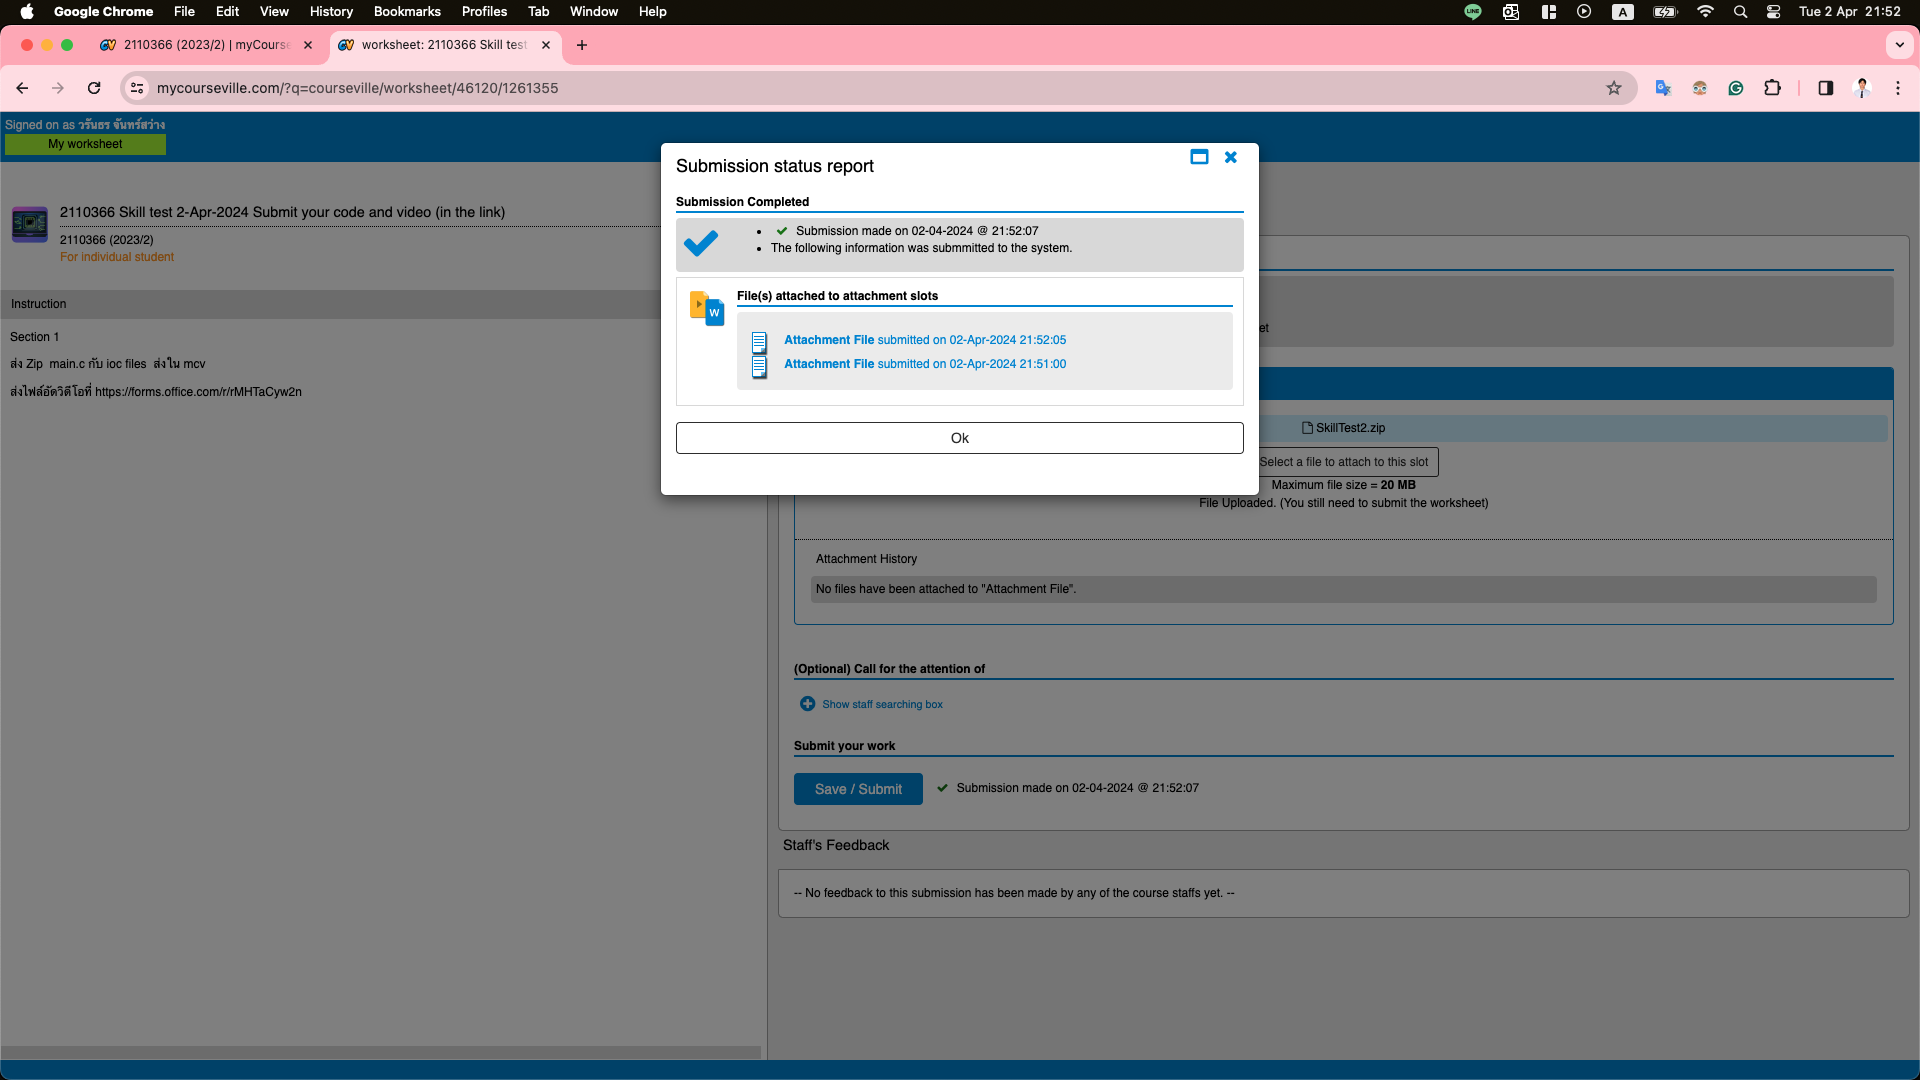 Google Chrome File Edit View History Bookmarks Profiles Tab Window Help
LINE A Tue 2 Apr 21:52
2110366 (2023/2) | myCourse
worksheet: 2110366 Skill test
mycourseville.com/?q=courseville/worksheet/46120/1261355
Signed on as วรันธร จันทร์สว่าง
My worksheet
2110366 Skill test 2-Apr-2024 Submit your code and video (in the link)
2110366 (2023/2)
For individual student
Instruction
Section 1
ส่ง Zip main.c กับ ioc files ส่งใน mcv
ส่งไฟล์อัดวิดีโอที่ https://forms.office.com/r/rMHTaCyw2n
Submission status report
Submission Completed
Submission made on 02-04-2024 @ 21:52:07
The following information was submmitted to the system.
W
File(s) attached to attachment slots
Attachment File submitted on 02-Apr-2024 21:52:05
Attachment File submitted on 02-Apr-2024 21:51:00
Ok
et
SkillTest2.zip
Select a file to attach to this slot
Maximum file size = 20 MB
File Uploaded. (You still need to submit the worksheet)
Attachment History
No files have been attached to "Attachment File".
(Optional) Call for the attention of
Show staff searching box
Submit your work
Save / Submit
Submission made on 02-04-2024 @ 21:52:07
Staff's Feedback
-- No feedback to this submission has been made by any of the course staffs yet. --